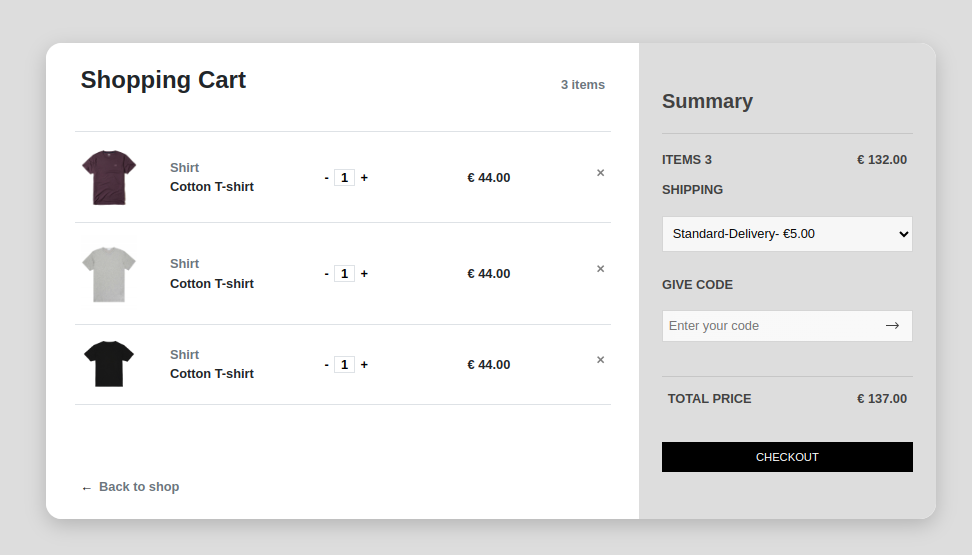 Shopping Cart
3 items
Shirt
Cotton T-shirt
- 1 +
€ 44.00
×
Shirt
Cotton T-shirt
- 1 +
€ 44.00
×
Shirt
Cotton T-shirt
- 1 +
€ 44.00
×
← Back to shop
Summary
ITEMS 3
€ 132.00
SHIPPING
Standard-Delivery- €5.00
GIVE CODE
Enter your code →
TOTAL PRICE
€ 137.00
CHECKOUT